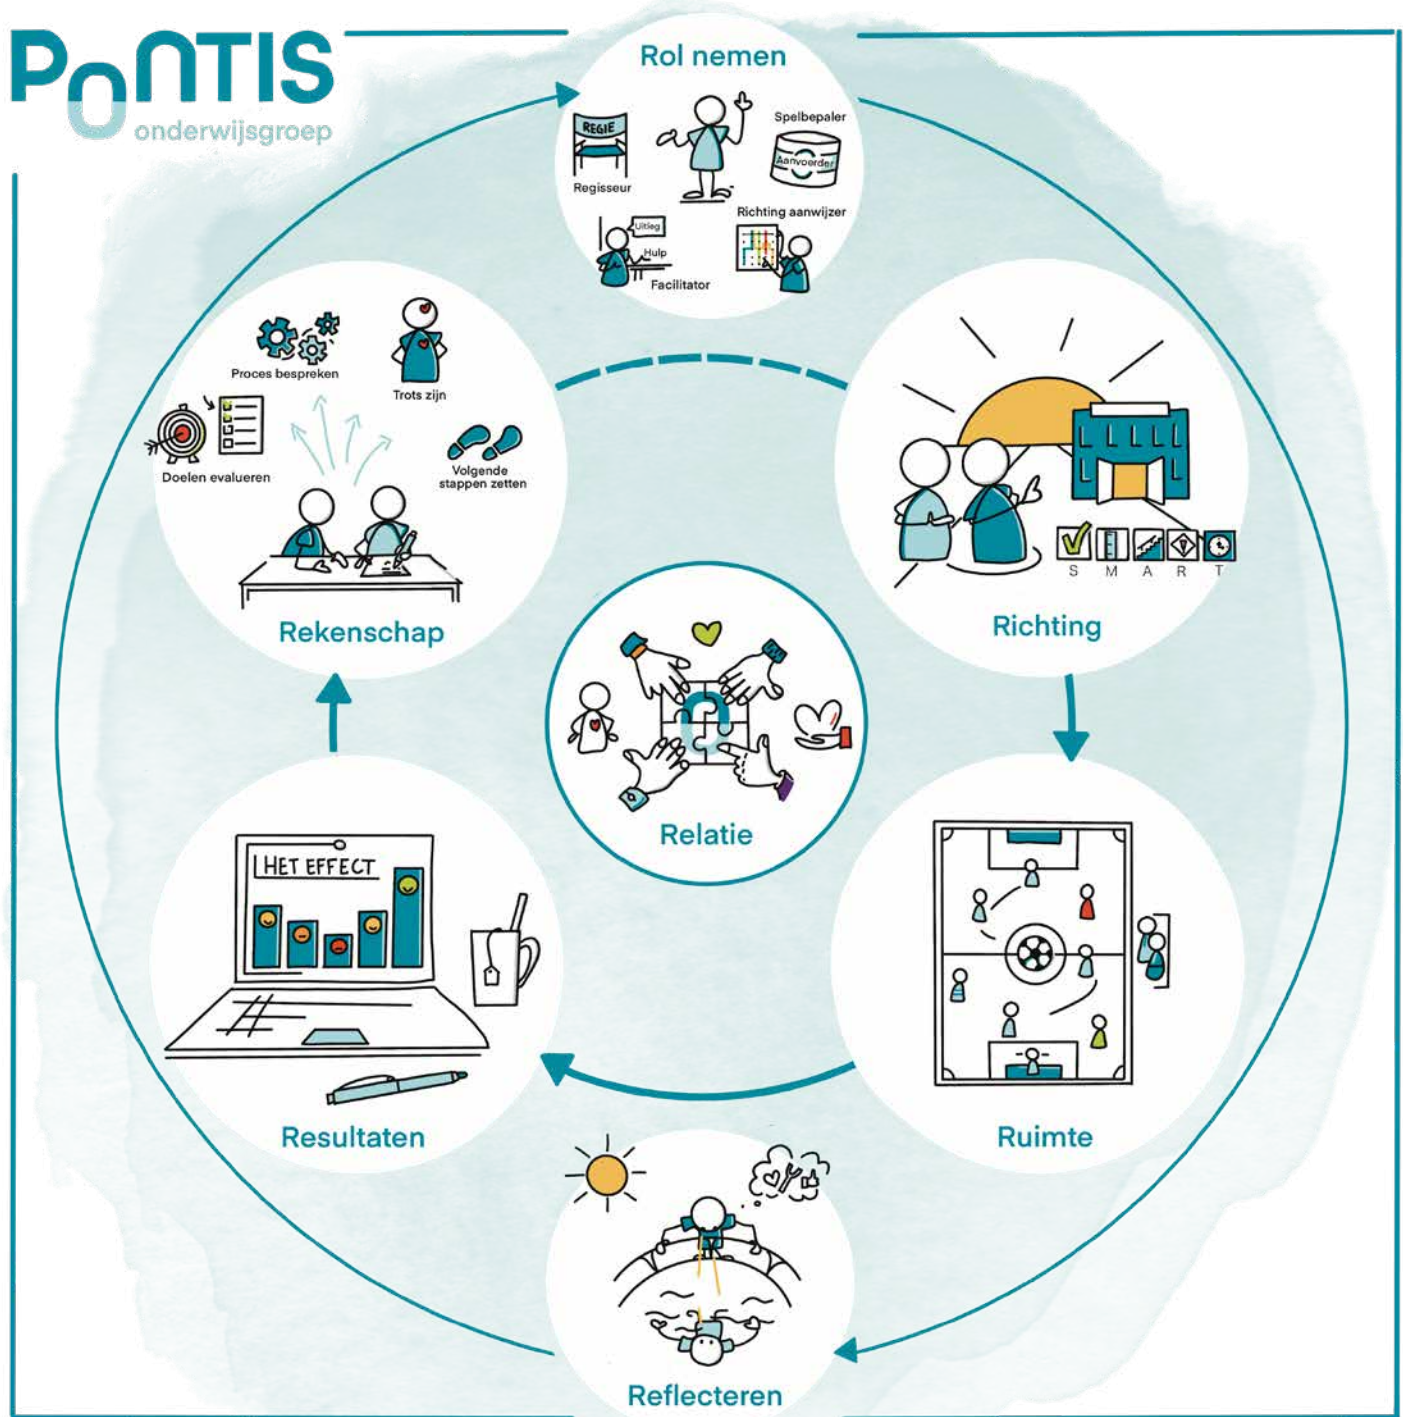 PONTIS
onderwijsgroep
Rol nemen
REGIE
Regisseur
Spelbepaler
Aanvoerder
Richting aanwijzer
Uitleg
Hulp
Facilitator
Proces bespreken
Trots zijn
Doelen evalueren
Volgende
stappen zetten
Rekenschap
S M A R T
Richting
Relatie
HET EFFECT
Resultaten
Ruimte
Reflecteren